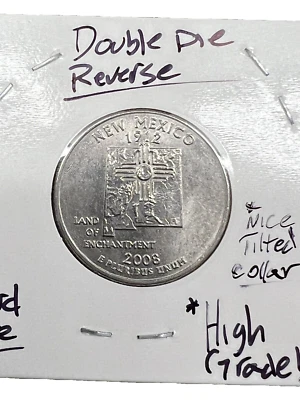 Double Die
Reverse
NEW MEXICO
1912
LAND
OF
ENCHANTMENT
2008
E PLURIBUS UNUM
*Nice
Tilted
Collar
*High
Grade!